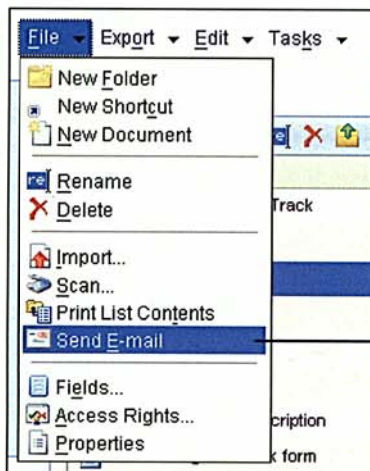 File Export Edit Tasks
New Folder
New Shortcut
New Document
Rename
Track
Delete
Import...
Scan...
Print List Contents
Send E-mail
Fields...
Access Rights...
cription
Properties
k form